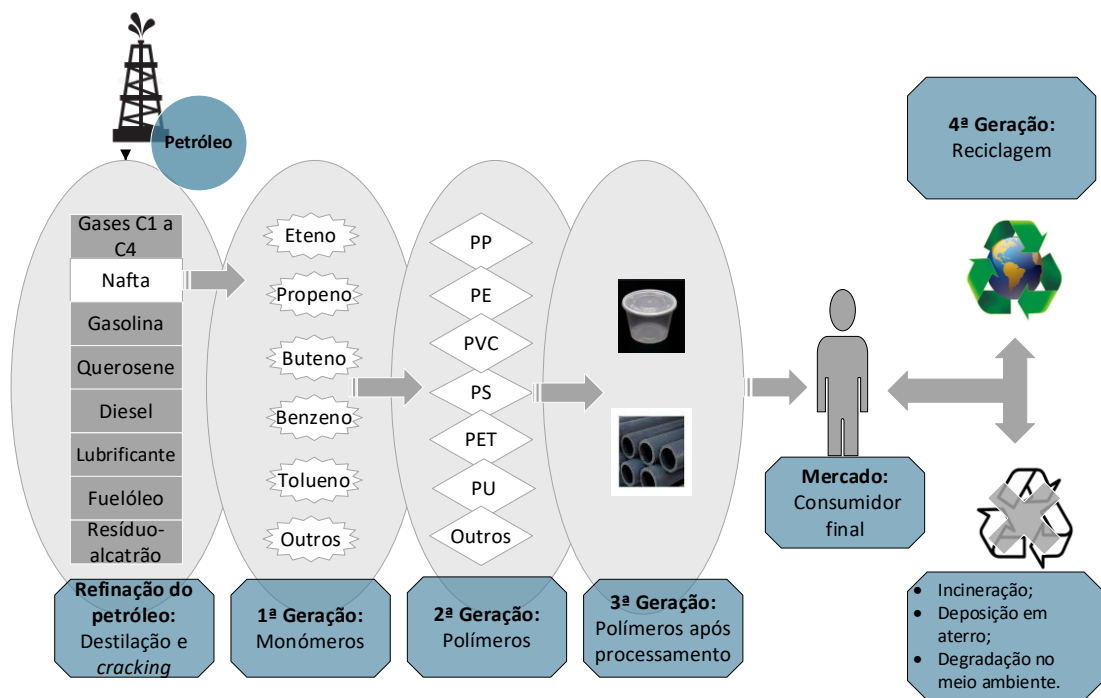 Petróleo
Gases C1 a
C4
Nafta
Gasolina
Querosene
Diesel
Lubrificante
Fuelóleo
Resíduo-
alcatrão
Refinação do
petróleo:
Destilação e
cracking
Eteno
Propeno
Buteno
Benzeno
Tolueno
Outros
1ª Geração:
Monómeros
PP
PE
PVC
PS
PET
PU
Outros
2ª Geração:
Polímeros
3ª Geração:
Polímeros após
processamento
Mercado:
Consumidor
final
4ª Geração:
Reciclagem
• Incineração;
• Deposição em
aterro;
• Degradação no
meio ambiente.